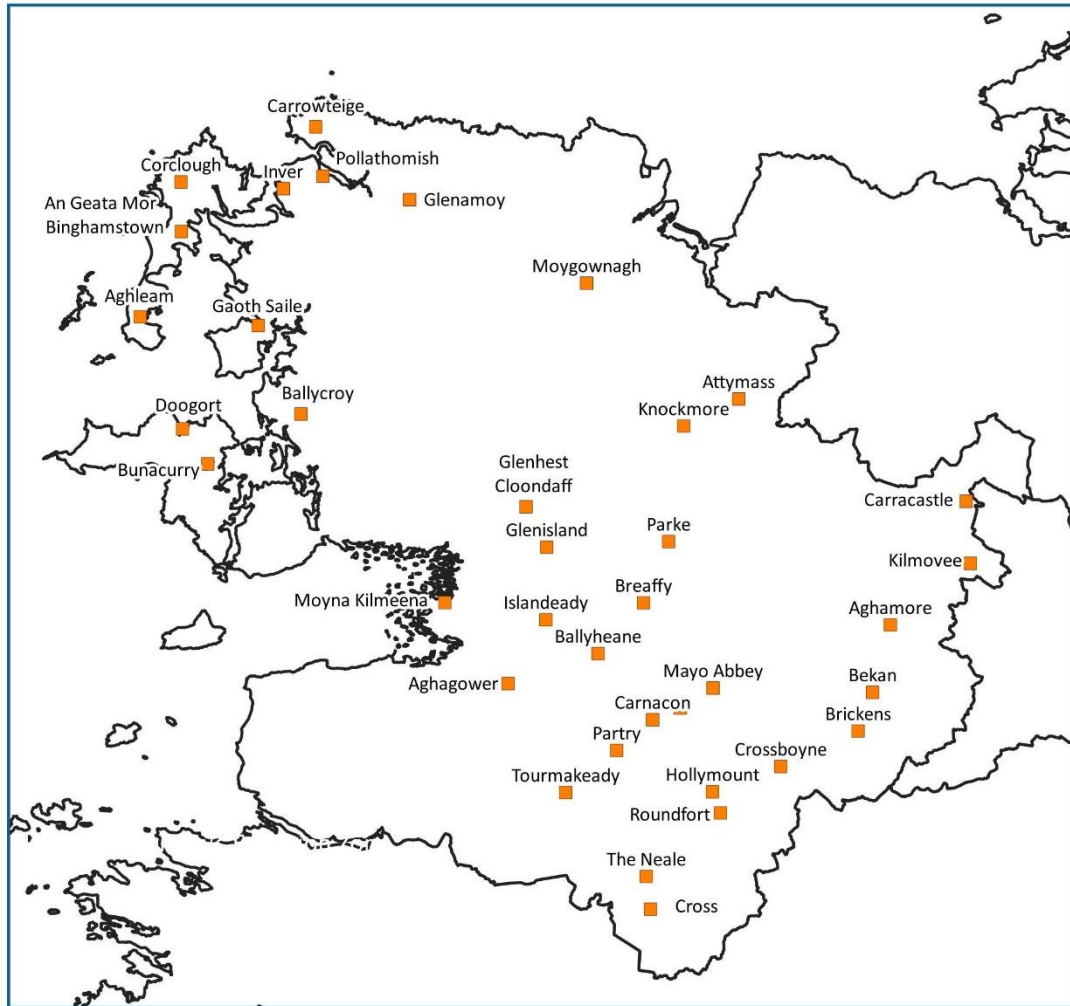 Carrowteige
Pollathomish
Corclough
Inver
Glenamoy
An Geata Mor
Binghamstown
Moygownagh
Aghleam
Gaoth Saile
Attymass
Ballycroy
Doogort
Knockmore
Bunacurry
Glenhest
Cloondaff
Carracastle
Glenisland
Parke
Kilmovee
Moyna Kilmeena
Islandeady
Breaffy
Aghamore
Ballyheane
Aghagower
Mayo Abbey
Bekan
Carnacon
Brickens
Partry
Crossboyne
Tourmakeady
Hollymount
Roundfort
The Neale
Cross